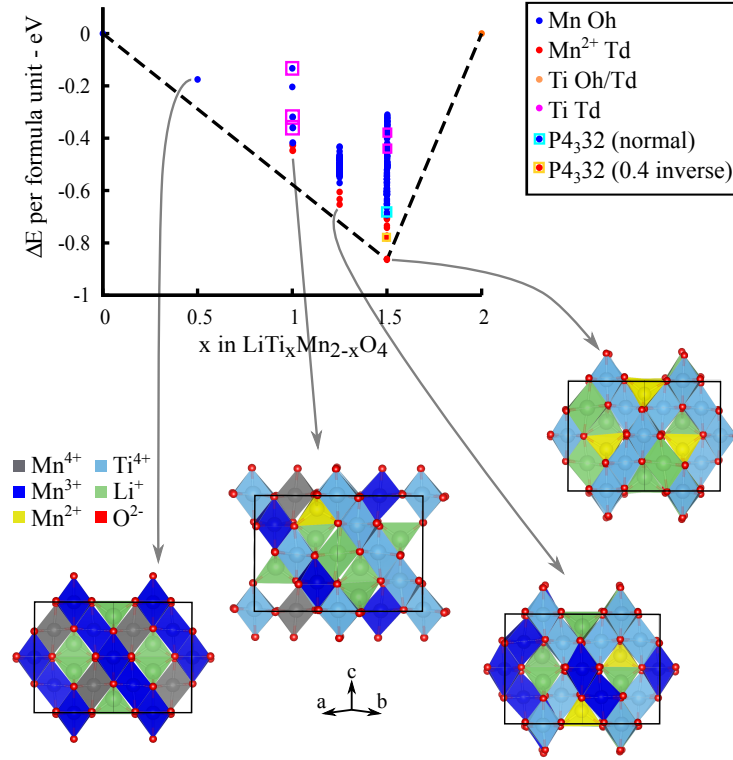 0
-0.2
-0.4
-0.6
-0.8
-1
ΔE per formula unit - eV
0 0.5 1 1.5 2
x in LiTiₓMn₂₋ₓO₄
Mn Oh
Mn²⁺ Td
Ti Oh/Td
Ti Td
P4₃32 (normal)
P4₃32 (0.4 inverse)
Mn⁴⁺ Ti⁴⁺
Mn³⁺ Li⁺
Mn²⁺ O²⁻
c
a b